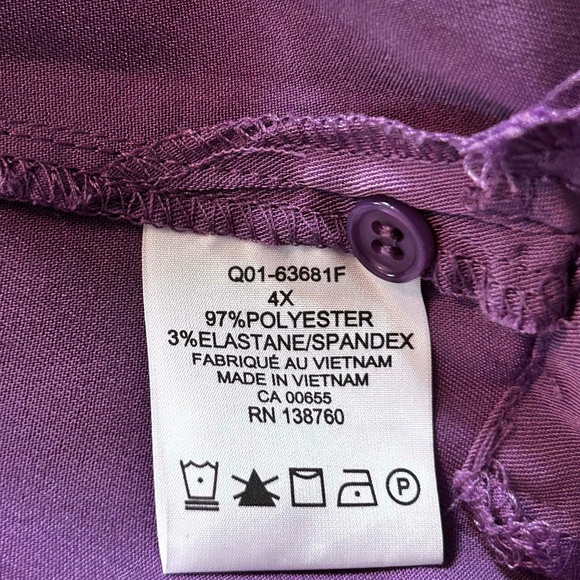 Q01-63681F
4X
97%POLYESTER
3%ELASTANE/SPANDEX
FABRIQUÉ AU VIETNAM
MADE IN VIETNAM
CA 00655
RN 138760
P